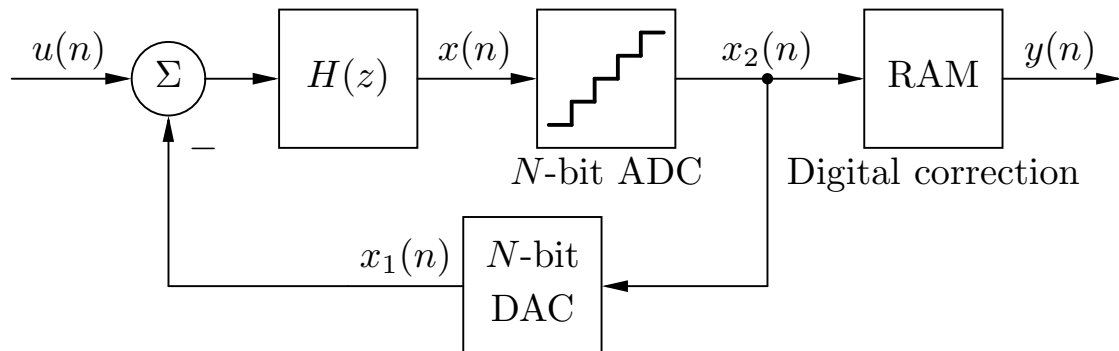 u(n)
Σ
H(z)
x(n)
x₂(n)
RAM
y(n)
−
N-bit ADC
Digital correction
x₁(n)
N-bit
DAC